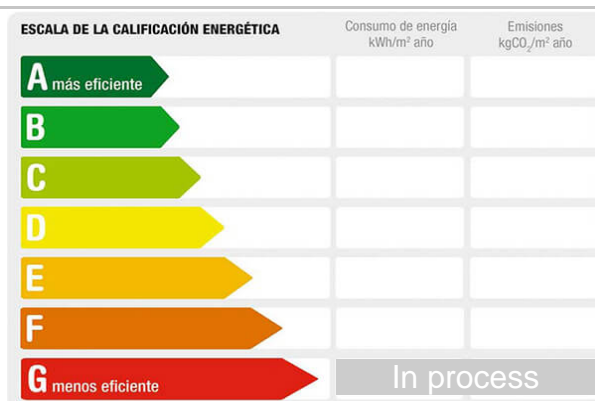 ESCALA DE LA CALIFICACIÓN ENERGÉTICA
Consumo de energía
kWh/m² año
Emisiones
kgCO₂/m² año
A más eficiente
B
C
D
E
F
G menos eficiente
In process